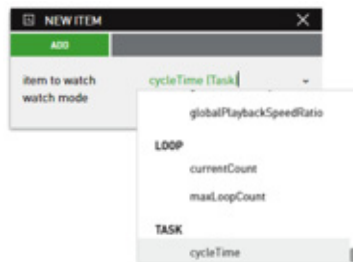 NEW ITEM
ADD
item to watch cycleTime (Task)
watch mode
globalPlaybackSpeedRatio
LOOP
currentCount
maxLoopCount
TASK
cycleTime